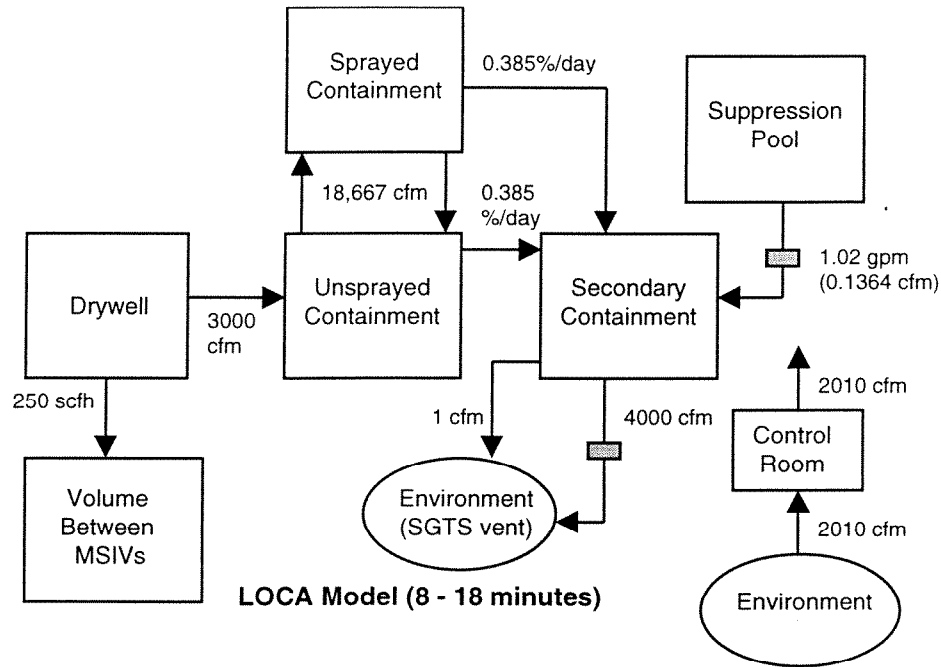 Sprayed
Containment
0.385%/day
Suppression
Pool
18,667 cfm
0.385
%/day
Drywell
3000
cfm
Unsprayed
Containment
Secondary
Containment
1.02 gpm
(0.1364 cfm)
250 scfh
1 cfm
4000 cfm
2010 cfm
Control
Room
Volume
Between
MSIVs
Environment
(SGTS vent)
2010 cfm
LOCA Model (8 - 18 minutes)
Environment